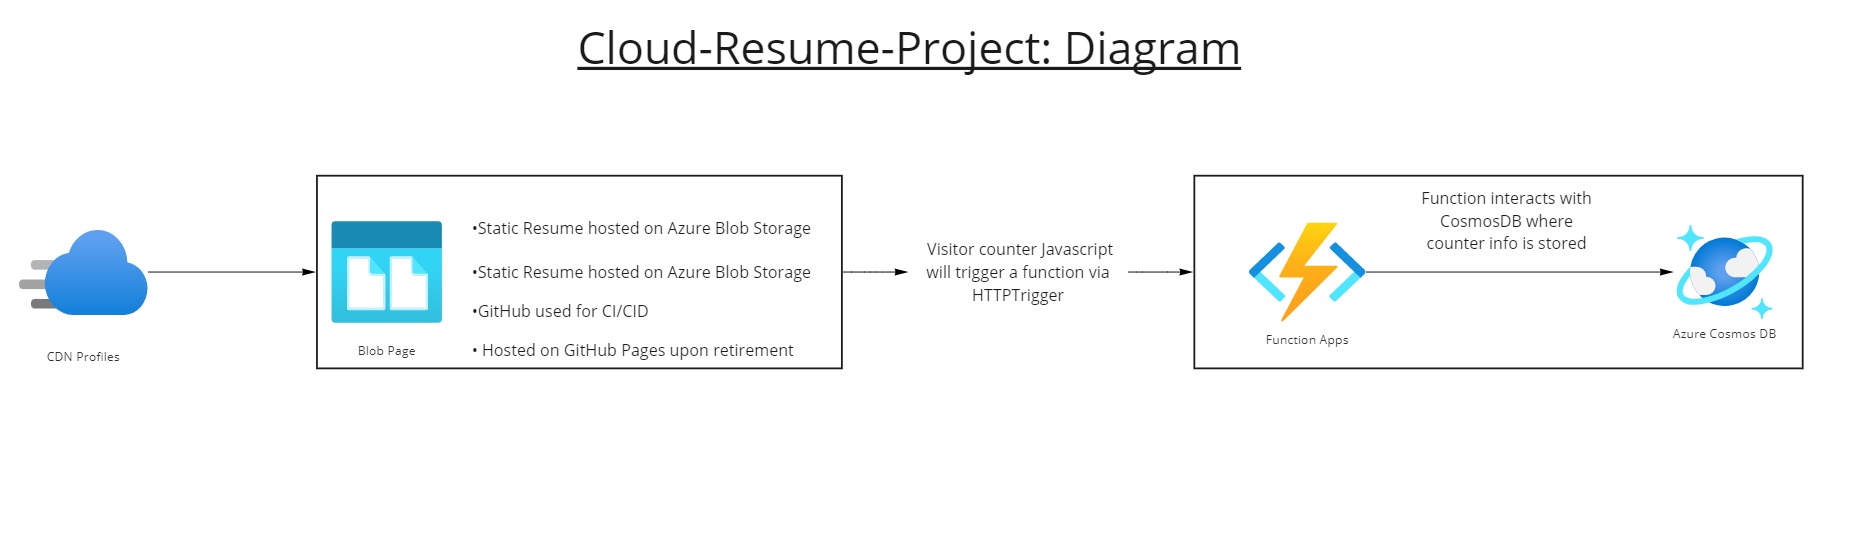 Cloud-Resume-Project: Diagram
CDN Profiles
Blob Page
•Static Resume hosted on Azure Blob Storage
•Static Resume hosted on Azure Blob Storage
•GitHub used for CI/CID
• Hosted on GitHub Pages upon retirement
Visitor counter Javascript
will trigger a function via
HTTPTrigger
Function Apps
Function interacts with
CosmosDB where
counter info is stored
Azure Cosmos DB